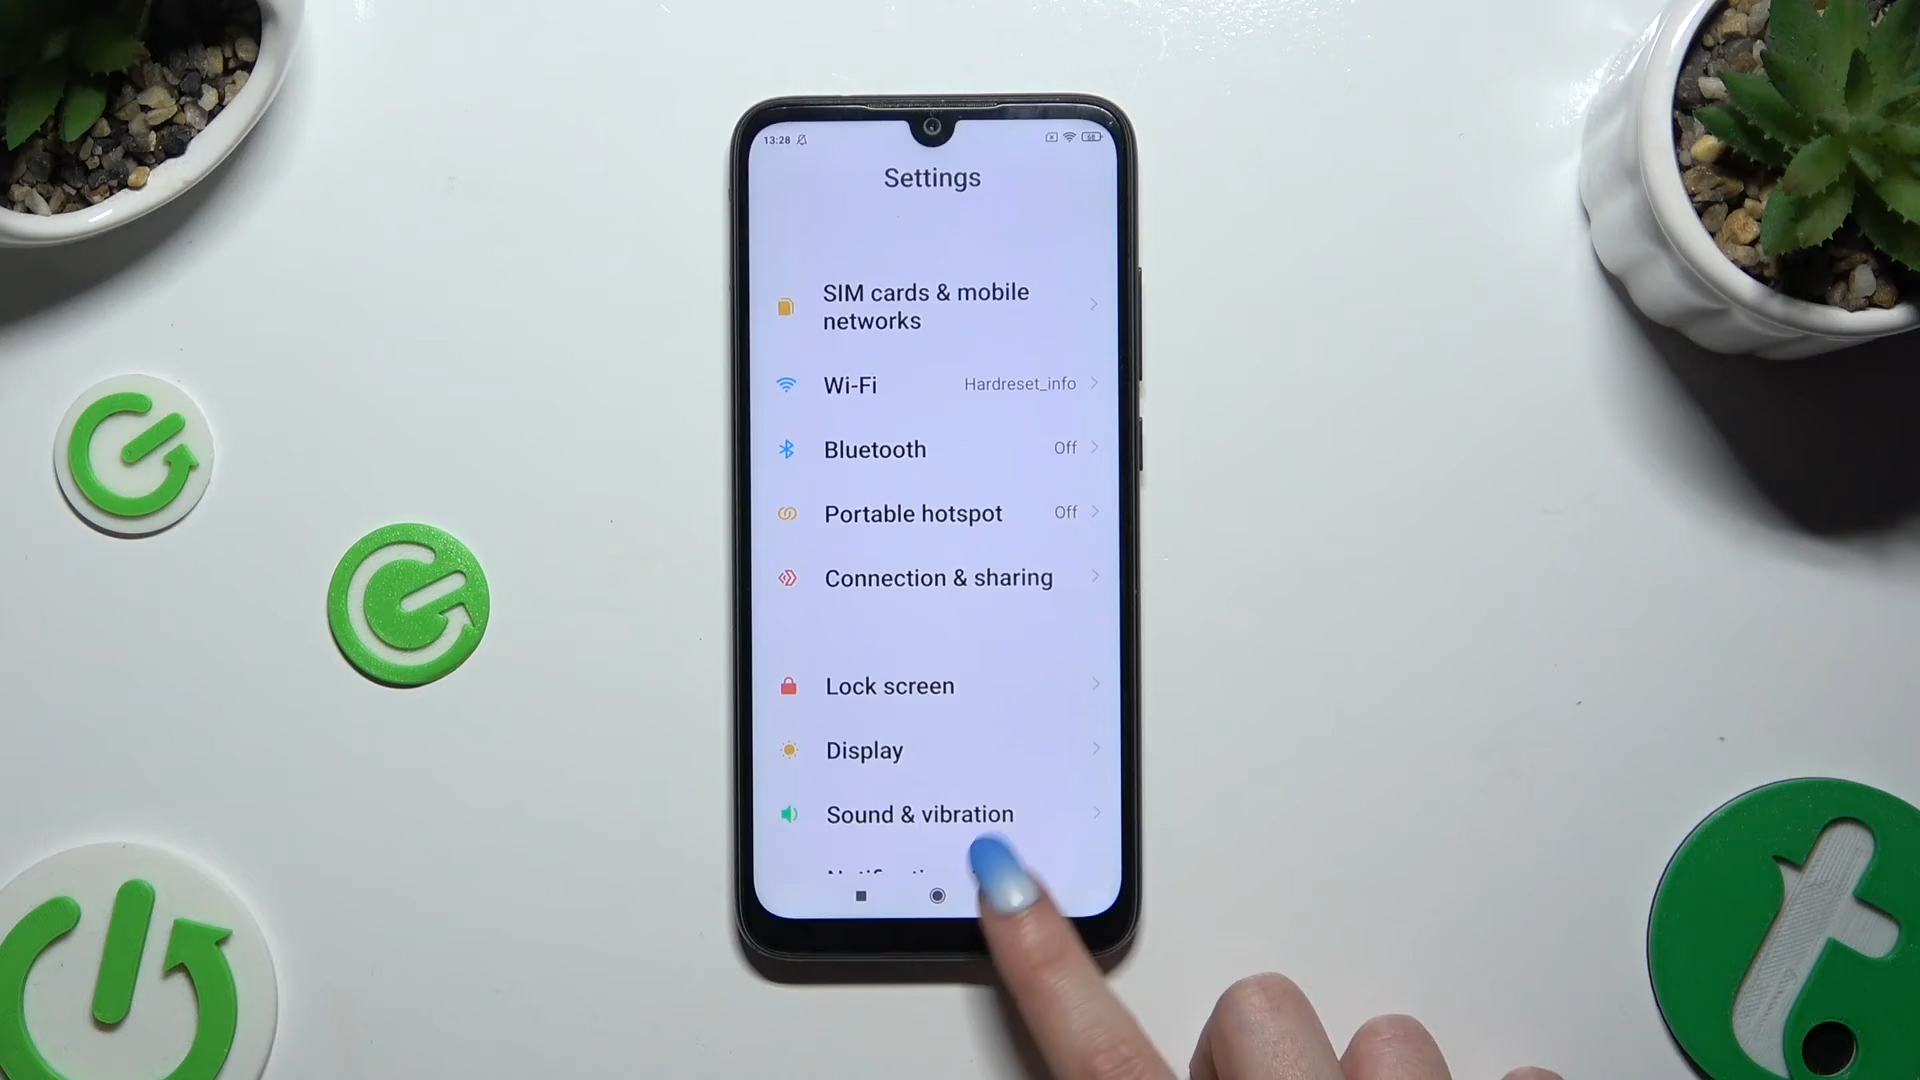 13:28
68
Settings
SIM cards & mobile
networks
Wi-Fi Hardreset_info
Bluetooth Off
Portable hotspot Off
Connection & sharing
Lock screen
Display
Sound & vibration